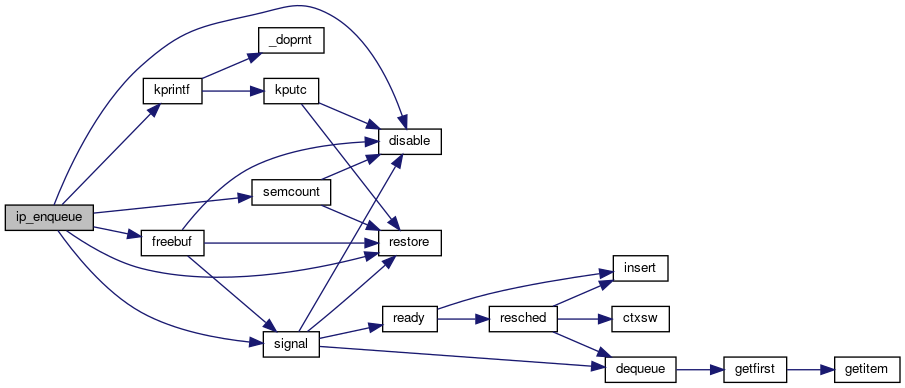 ip_enqueue
kprintf
_doprnt
kputc
disable
semcount
freebuf
restore
signal
ready
resched
insert
ctxsw
dequeue
getfirst
getitem